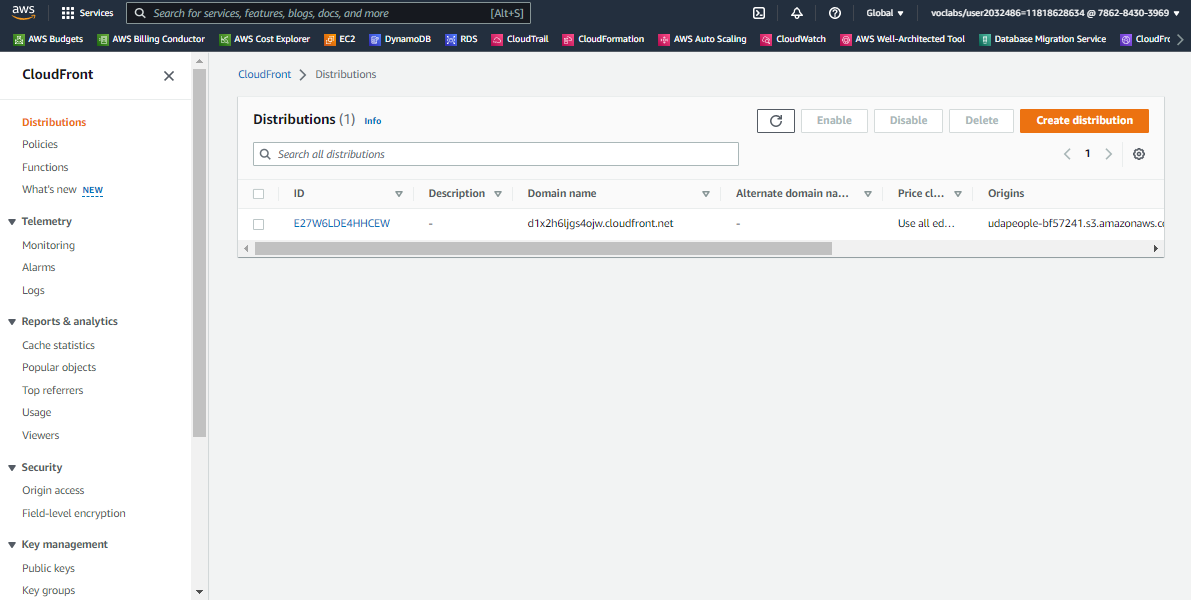 aws Services Search for services, features, blogs, docs, and more [Alt+S] Global ▼ voclabs/user2032486=11818628634 @ 7862-8430-3969 ▼
AWS Budgets AWS Billing Conductor AWS Cost Explorer EC2 DynamoDB RDS CloudTrail CloudFormation AWS Auto Scaling CloudWatch AWS Well-Architected Tool Database Migration Service CloudFro
CloudFront
Distributions
Policies
Functions
What's new NEW
Telemetry
Monitoring
Alarms
Logs
Reports & analytics
Cache statistics
Popular objects
Top referrers
Usage
Viewers
Security
Origin access
Field-level encryption
Key management
Public keys
Key groups
CloudFront > Distributions
Distributions (1) Info
Enable Disable Delete Create distribution
Search all distributions
1
ID Description Domain name Alternate domain na... Price cl... Origins
E27W6LDE4HHCEW - d1x2h6ljgs4ojw.cloudfront.net - Use all ed... udapeople-bf57241.s3.amazonaws.co